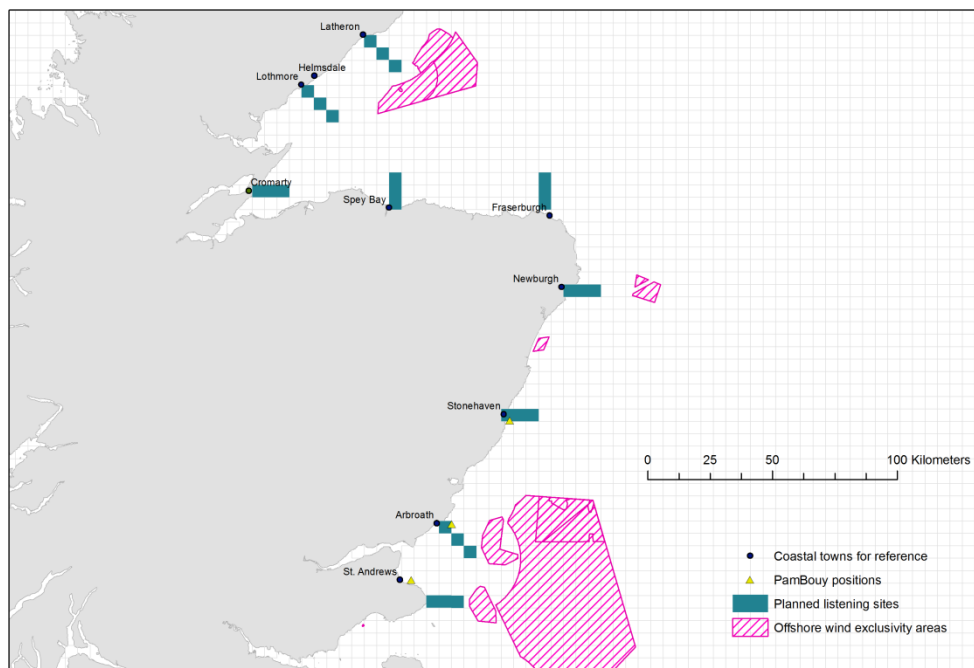 Latheron
Helmsdale
Lothmore
Cromarty
Spey Bay
Fraserburgh
Newburgh
Stonehaven
0 25 50 100 Kilometers
Arbroath
St. Andrews
Coastal towns for reference
PamBouy positions
Planned listening sites
Offshore wind exclusivity areas